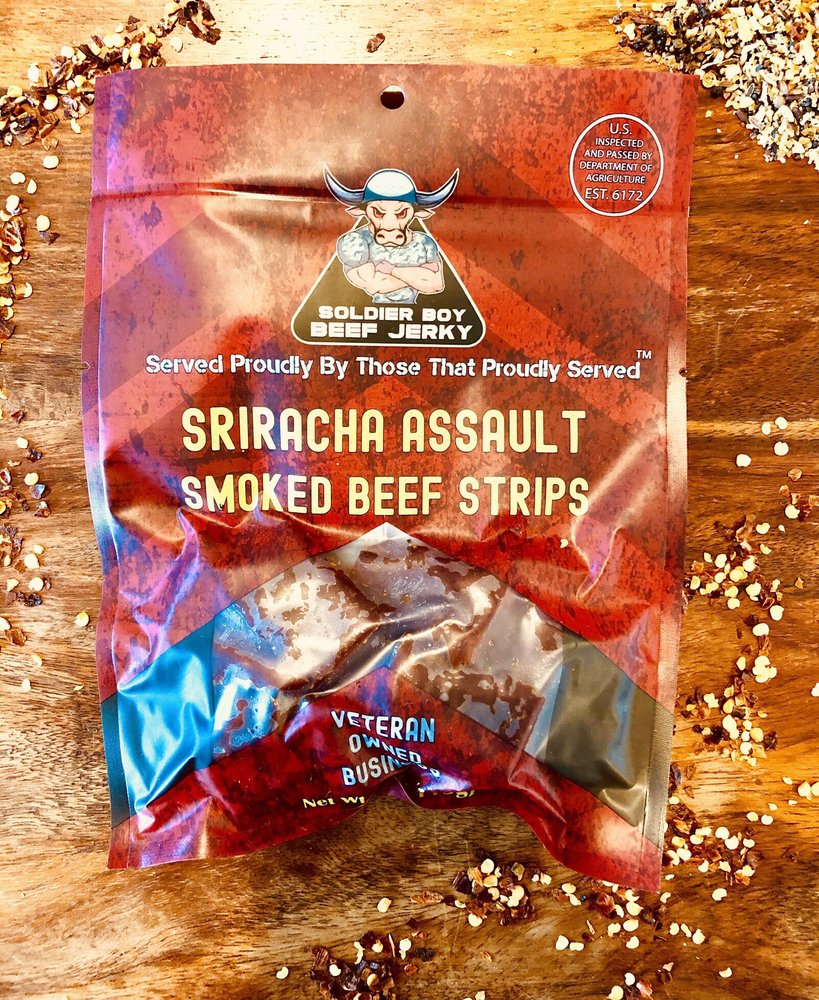 U.S.
INSPECTED
AND PASSED BY
DEPARTMENT OF
AGRICULTURE
EST. 6172
SOLDIER BOY
BEEF JERKY
Served Proudly By Those That Proudly Served™
SRIRACHA ASSAULT
SMOKED BEEF STRIPS
VETERAN
OWNED
Net